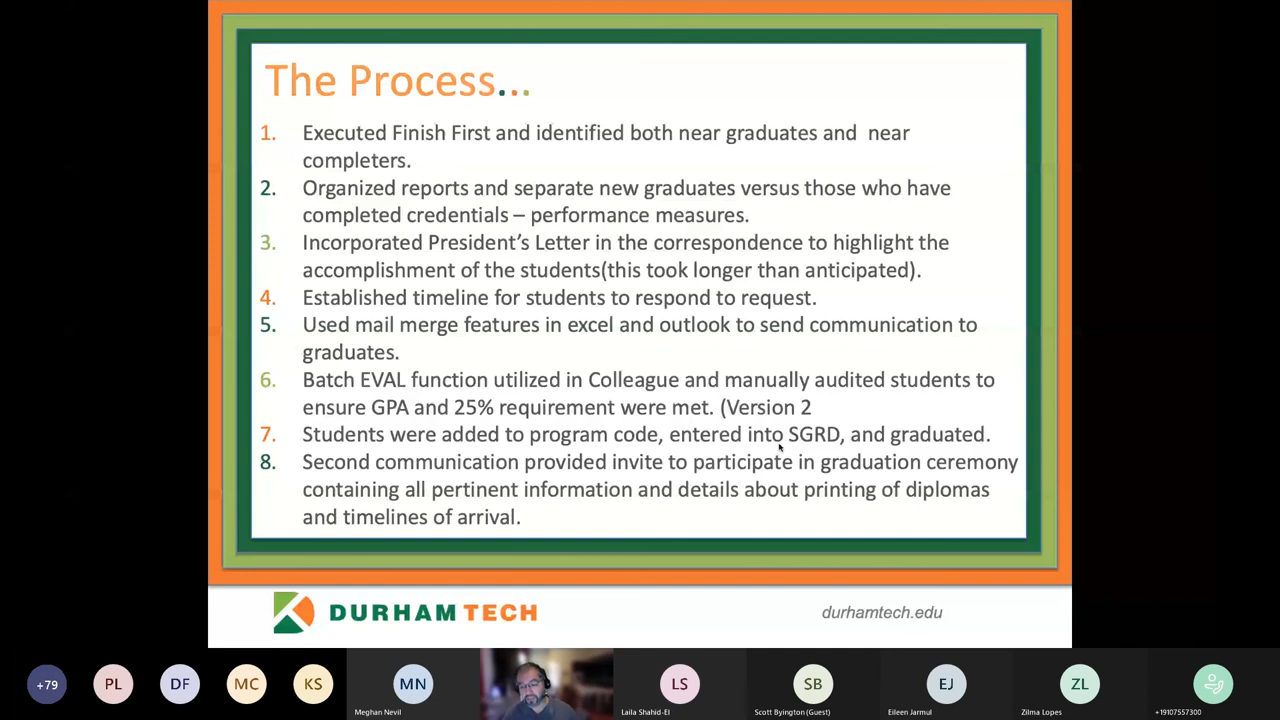 The Process...
1. Executed Finish First and identified both near graduates and near
completers.
2. Organized reports and separate new graduates versus those who have
completed credentials – performance measures.
3. Incorporated President's Letter in the correspondence to highlight the
accomplishment of the students(this took longer than anticipated).
4. Established timeline for students to respond to request.
5. Used mail merge features in excel and outlook to send communication to
graduates.
6. Batch EVAL function utilized in Colleague and manually audited students to
ensure GPA and 25% requirement were met. (Version 2
7. Students were added to program code, entered into SGRD, and graduated.
8. Second communication provided invite to participate in graduation ceremony
containing all pertinent information and details about printing of diplomas
and timelines of arrival.
DURHAM TECH
durhamtech.edu
+79 PL DF MC KS MN LS SB EJ ZL
Meghan Nevil Laila Shahid-El Scott Byington (Guest) Eileen Jarmul Zilma Lopes +19107557300